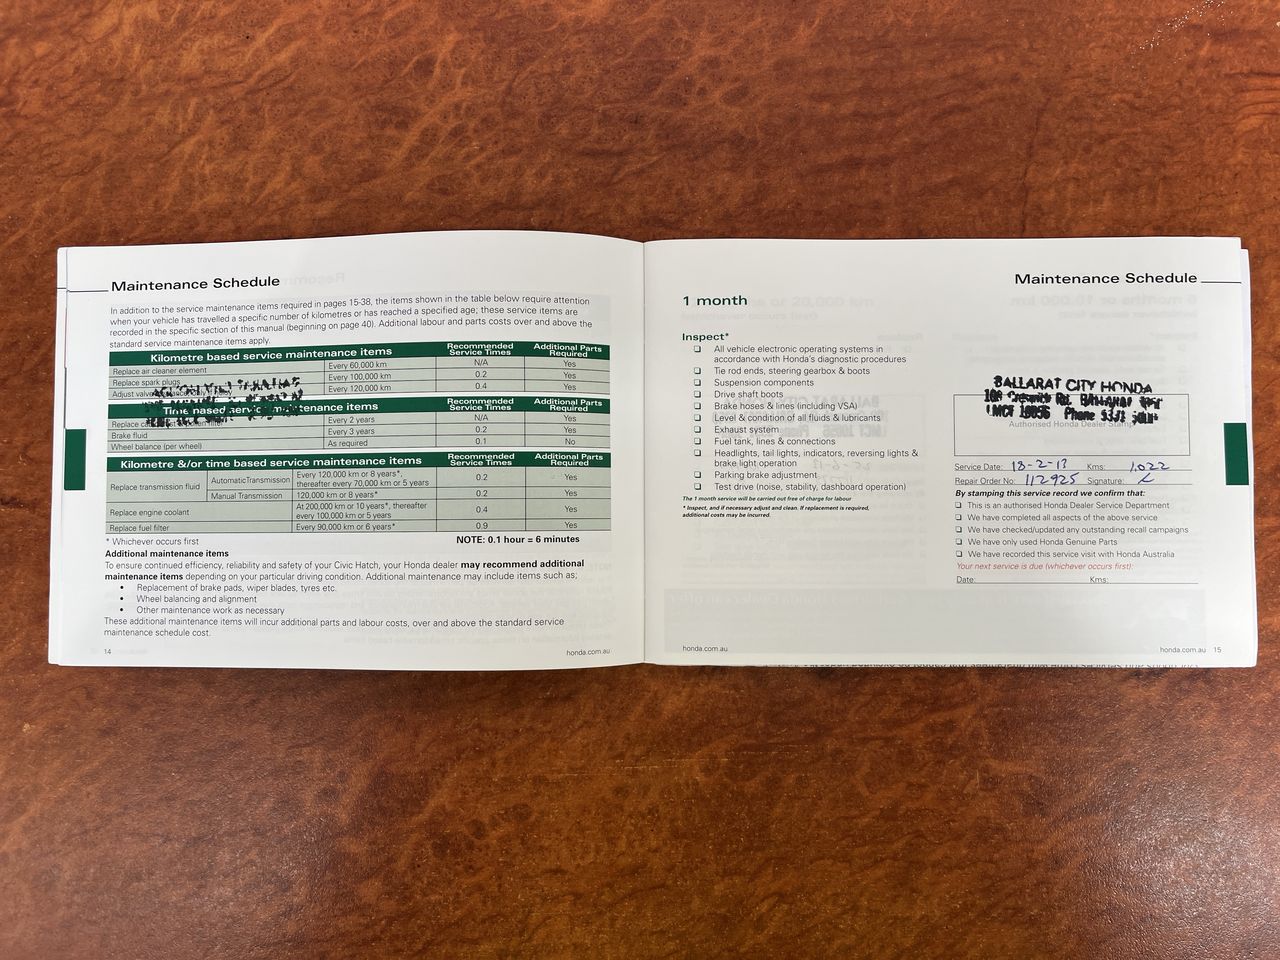 Maintenance Schedule
In addition to the service maintenance items required in pages 15-38, the items shown in the table below require attention
when your vehicle has travelled a specific number of kilometres or has reached a specified age; these service items are
recorded in the specific section of this manual (beginning on page 40). Additional labour and parts costs over and above the
standard service maintenance items apply.
Kilometre based service maintenance items Recommended Service Times Additional Parts Required
Replace air cleaner element Every 60,000 km N/A Yes
Replace spark plugs Every 100,000 km 0.2 Yes
Adjust Every 120,000 km 0.4 Yes
Time based service maintenance items Recommended Service Times Additional Parts Required
Replace Every 2 years N/A Yes
Brake fluid Every 3 years 0.2 Yes
Wheel balance (per wheel) As required 0.1 No
Kilometre &/or time based service maintenance items Recommended Service Times Additional Parts Required
Replace transmission fluid Automatic Transmission Every 120,000 km or 8 years*, thereafter every 70,000 km or 5 years 0.2 Yes
Manual Transmission 120,000 km or 8 years* 0.2 Yes
Replace engine coolant At 200,000 km or 10 years*, thereafter every 100,000 km or 5 years 0.4 Yes
Replace fuel filter Every 90,000 km or 6 years* 0.9 Yes
* Whichever occurs first NOTE: 0.1 hour = 6 minutes
Additional maintenance items
To ensure continued efficiency, reliability and safety of your Civic Hatch, your Honda dealer may recommend additional
maintenance items depending on your particular driving condition. Additional maintenance may include items such as;
• Replacement of brake pads, wiper blades, tyres etc.
• Wheel balancing and alignment
• Other maintenance work as necessary
These additional maintenance items will incur additional parts and labour costs, over and above the standard service
maintenance schedule cost.
14 honda.com.au
Maintenance Schedule
1 month
Inspect*
❏ All vehicle electronic operating systems in
accordance with Honda's diagnostic procedures
❏ Tie rod ends, steering gearbox & boots
❏ Suspension components
❏ Drive shaft boots
❏ Brake hoses & lines (including VSA)
❏ Level & condition of all fluids & lubricants
❏ Exhaust system
❏ Fuel tank, lines & connections
❏ Headlights, tail lights, indicators, reversing lights &
brake light operation
❏ Parking brake adjustment
❏ Test drive (noise, stability, dashboard operation)
The 1 month service will be carried out free of charge for labour
* Inspect, and if necessary adjust and clean. If replacement is required,
additional costs may be incurred.
BALLARAT CITY HONDA
Rd.
LMCT 10056 Phone
Authorised Honda Dealer Stamp
Service Date: 18-2-13 Kms: 1,022
Repair Order No: 112925 Signature:
By stamping this service record we confirm that:
❏ This is an authorised Honda Dealer Service Department
❏ We have completed all aspects of the above service
❏ We have checked/updated any outstanding recall campaigns
❏ We have only used Honda Genuine Parts
❏ We have recorded this service visit with Honda Australia
Your next service is due (whichever occurs first):
Date: Kms:
honda.com.au honda.com.au 15